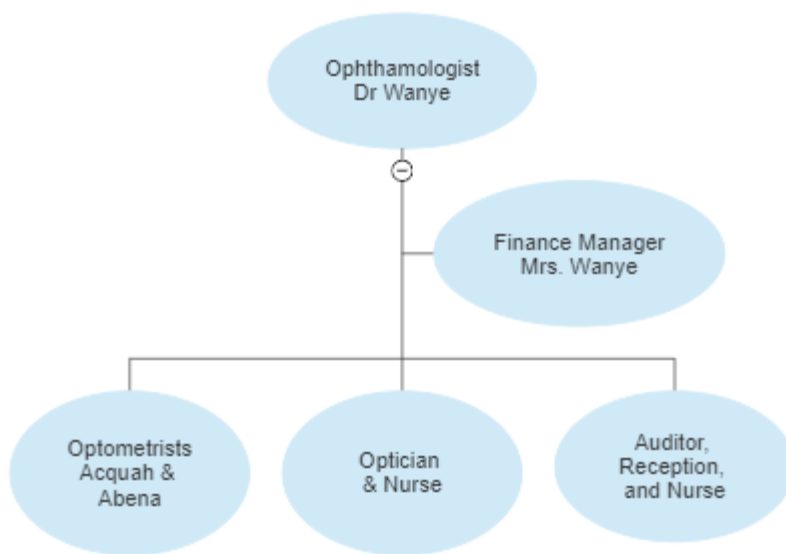 Ophthamologist
Dr Wanye
Finance Manager
Mrs. Wanye
Optometrists
Acquah &
Abena
Optician
& Nurse
Auditor,
Reception,
and Nurse